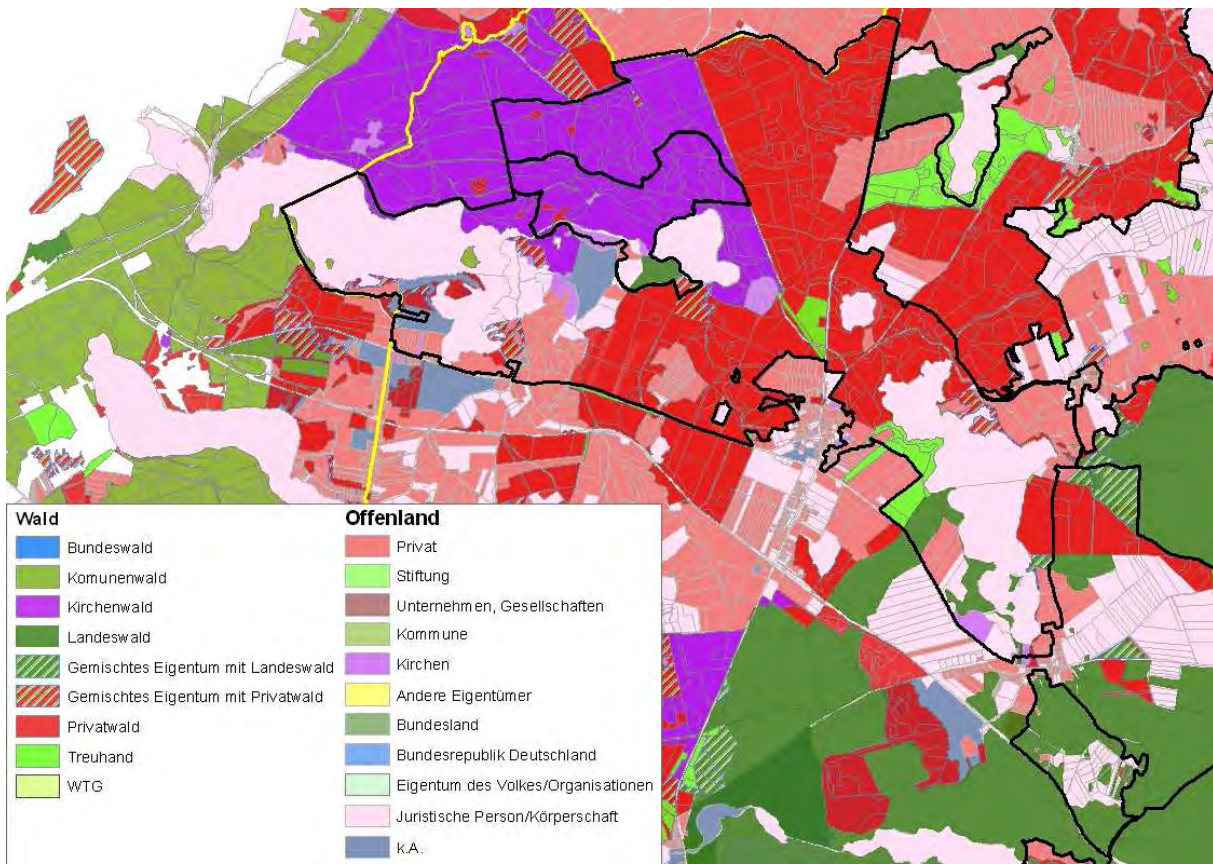 Wald
Bundeswald
Komunenwald
Kirchenwald
Landeswald
Gemischtes Eigentum mit Landeswald
Gemischtes Eigentum mit Privatwald
Privatwald
Treuhand
WTG
Offenland
Privat
Stiftung
Unternehmen, Gesellschaften
Kommune
Kirchen
Andere Eigentümer
Bundesland
Bundesrepublik Deutschland
Eigentum des Volkes/Organisationen
Juristische Person/Körperschaft
k.A.